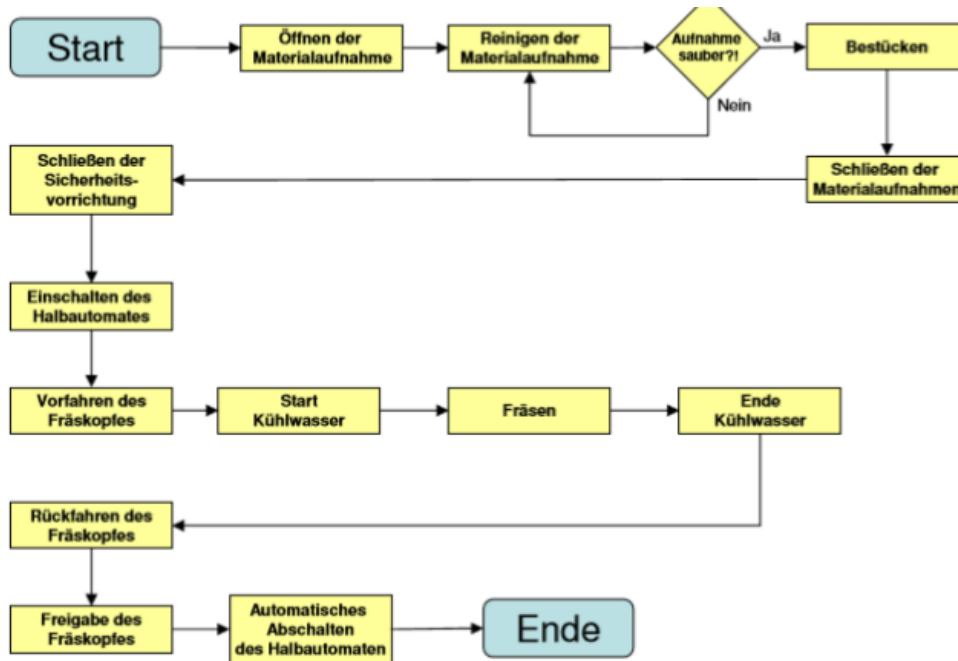 Start
Öffnen der
Materialaufnahme
Reinigen der
Materialaufnahme
Aufnahme
sauber?!
Ja
Nein
Bestücken
Schließen der
Materialaufnahmen
Schließen der
Sicherheits-
vorrichtung
Einschalten des
Halbautomates
Vorfahren des
Fräskopfes
Start
Kühlwasser
Fräsen
Ende
Kühlwasser
Rückfahren des
Fräskopfes
Freigabe des
Fräskopfes
Automatisches
Abschalten
des Halbautomaten
Ende